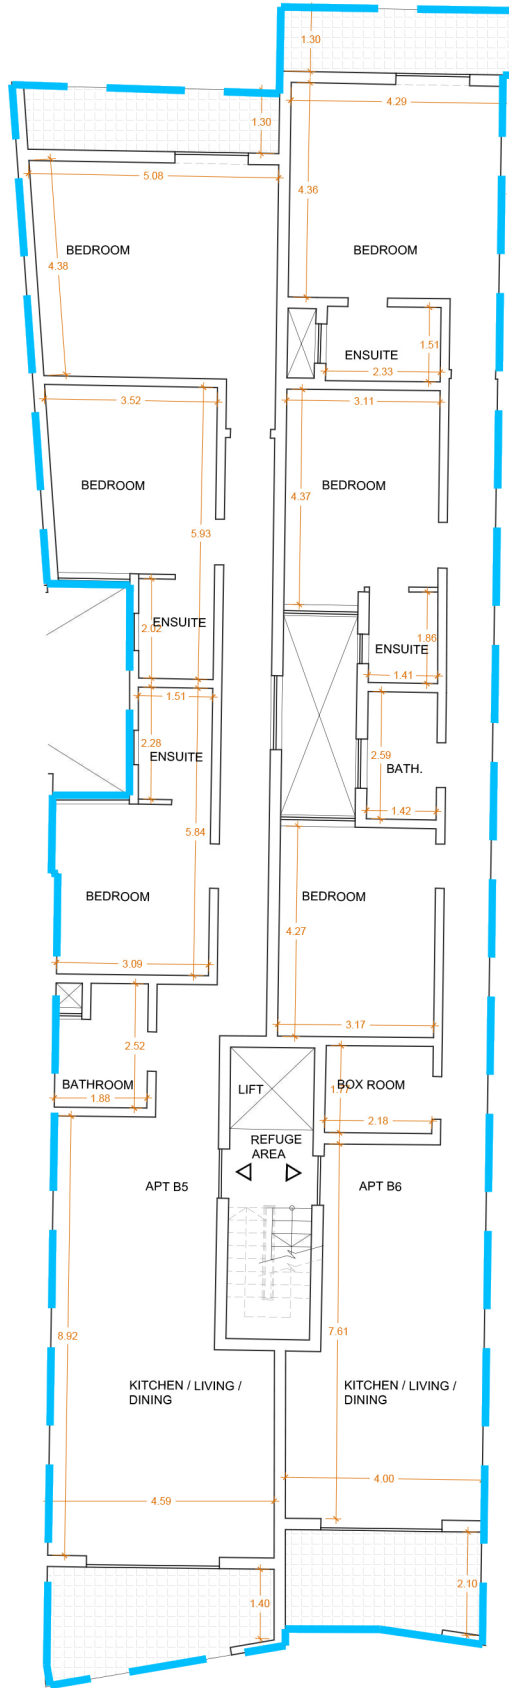 1.30
1.30
4.29
5.08
4.36
BEDROOM
BEDROOM
4.38
1.51
ENSUITE
2.33
3.52
3.11
BEDROOM
BEDROOM
4.37
5.93
2.02
ENSUITE
1.86
ENSUITE
1.41
1.51
2.28
ENSUITE
2.59
BATH.
1.42
5.84
BEDROOM
BEDROOM
4.27
3.09
3.17
2.52
BATHROOM
1.88
LIFT
BOX ROOM
2.18
REFUGE
AREA
APT B5
APT B6
8.92
7.61
KITCHEN / LIVING /
DINING
KITCHEN / LIVING /
DINING
4.59
4.00
1.40
2.10